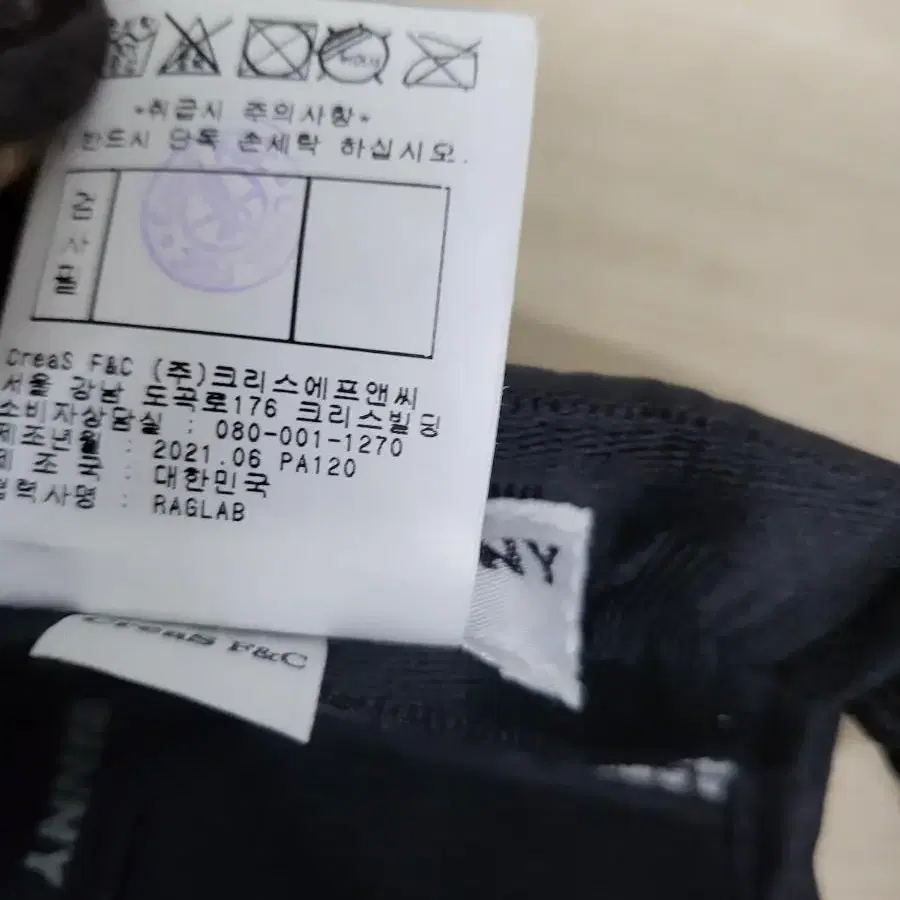 *취급시 주의사항*
반드시 단독 손세탁 하십시오.
검사필
CreaS F&C (주)크리스에프앤씨
서울 강남 도곡로176 크리스빌딩
소비자상담실 : 080-001-1270
제조년월 : 2021.06 PA120
제 조 국 : 대한민국
협력사명 : RAGLAB
NY
CreaS F&C
NNY